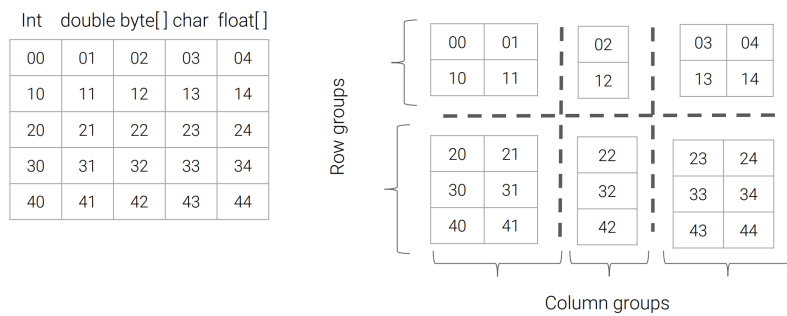 Int double byte[] char float[]
00 01 02 03 04
10 11 12 13 14
20 21 22 23 24
30 31 32 33 34
40 41 42 43 44
Row groups
00 01
10 11
02
12
03 04
13 14
20 21
30 31
40 41
22
32
42
23 24
33 34
43 44
Column groups